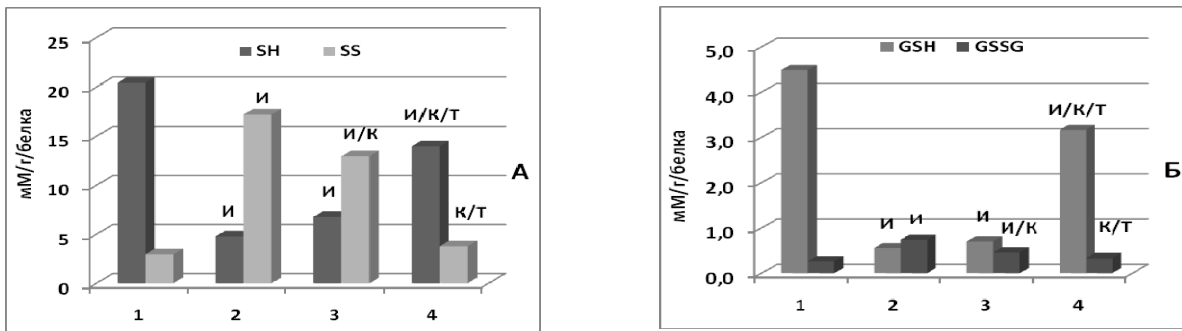 SH SS
мМ/г/белка
25
20
15
10
5
0
И
И
И
И/К
И/К/Т
К/Т
А
1 2 3 4
GSH GSSG
мМ/г/белка
5,0
4,0
3,0
2,0
1,0
0,0
И
И
И
И/К
И/К/Т
К/Т
Б
1 2 3 4